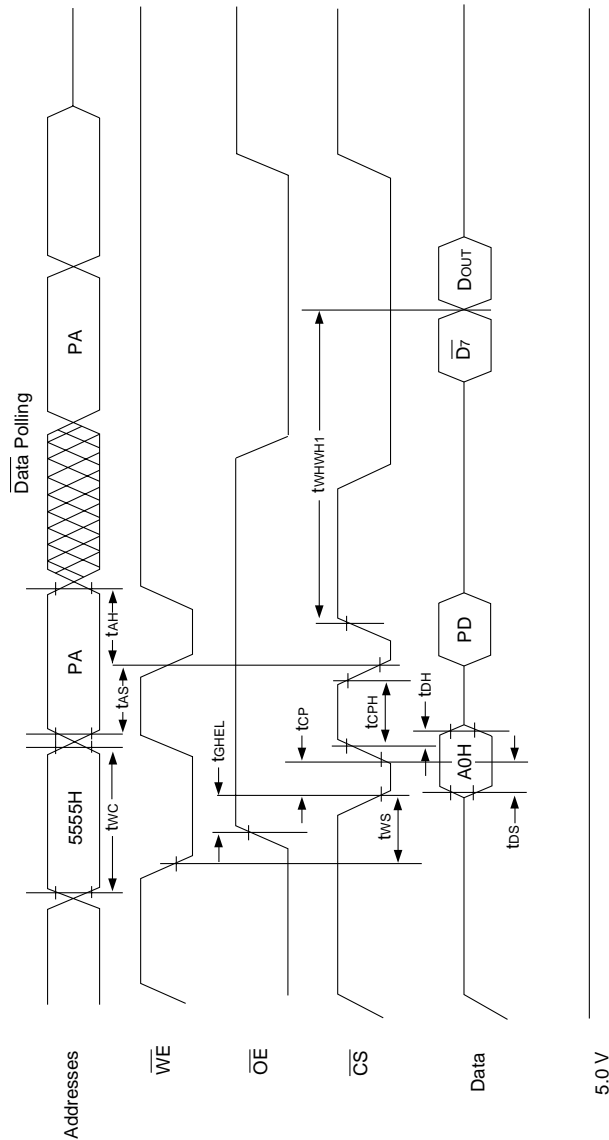 Data Polling
Addresses
5555H
PA
PA
tWC
tAS
tAH
WE
OE
tGHEL
CS
tWS
tCP
tCPH
tWHWH1
tDH
Data
A0H
PD
D7
DOUT
tDS
5.0 V